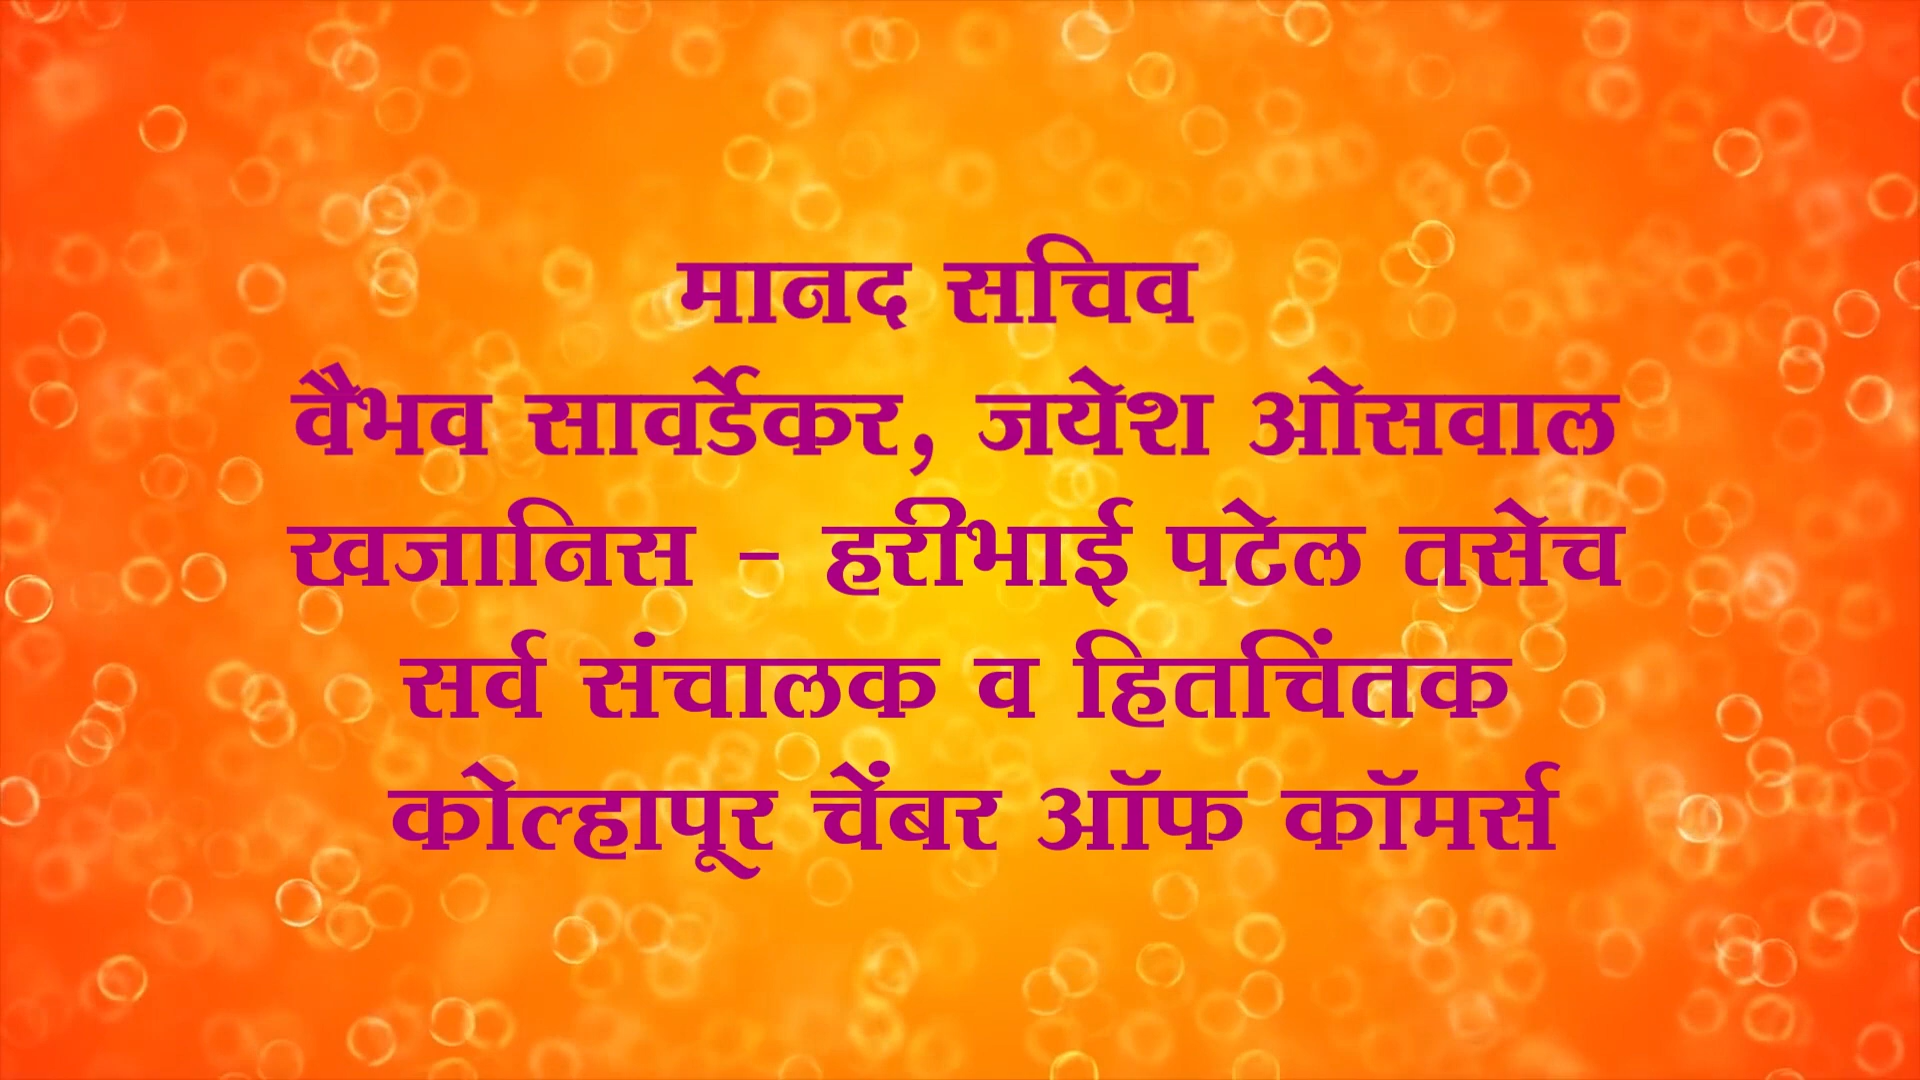 मानद सचिव
वैभव सावर्डेकर, जयेश ओसवाल
खजानिस - हरीभाई पटेल तसेच
सर्व संचालक व हितचिंतक
कोल्हापूर चेंबर ऑफ कॉमर्स